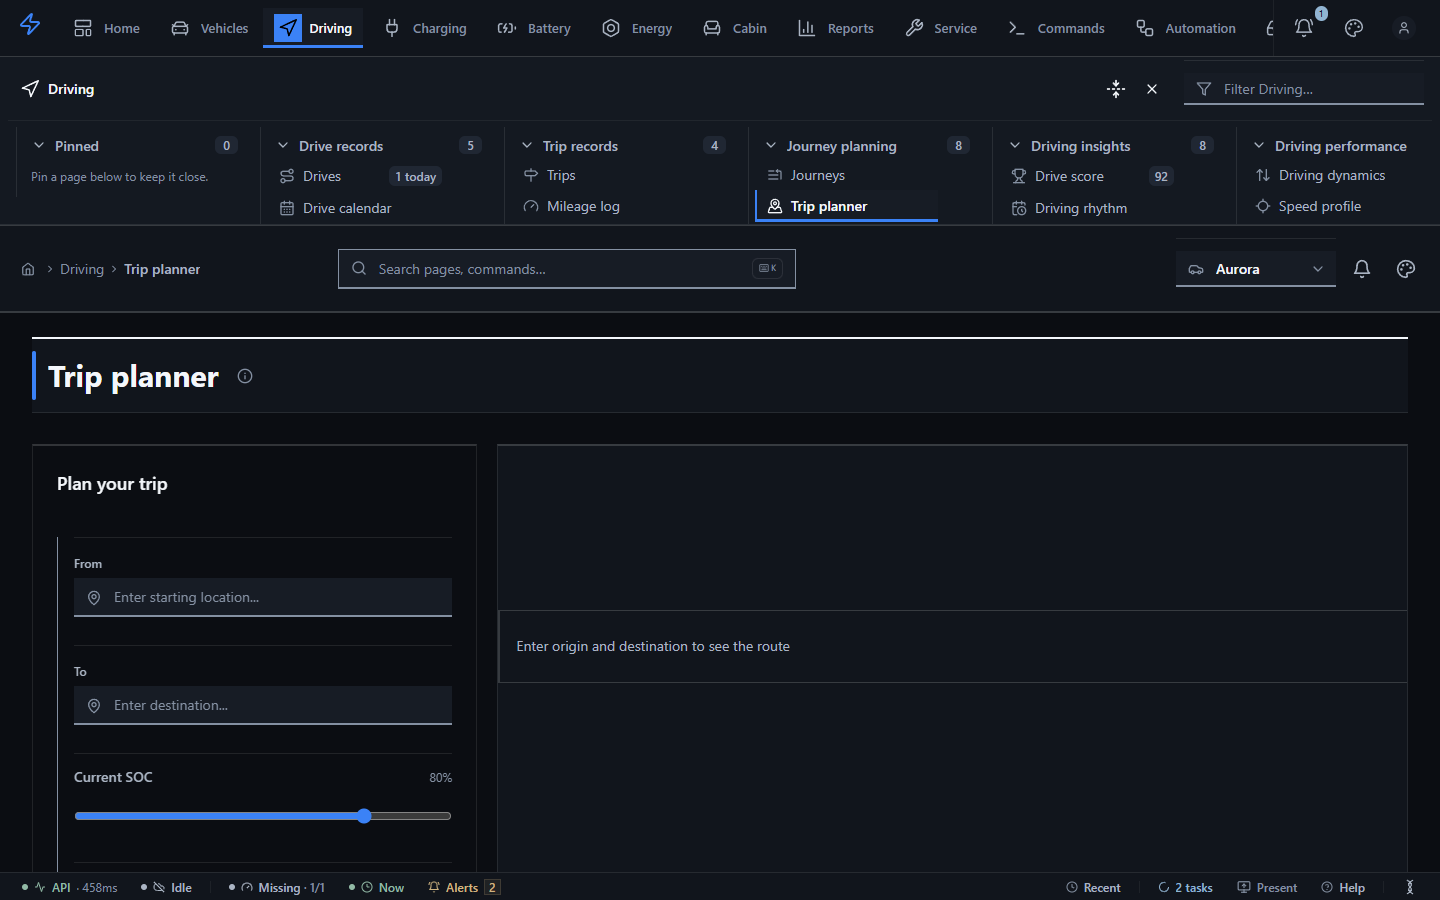 Home
Vehicles
Driving
Charging
Battery
Energy
Cabin
Reports
Service
Commands
Automation
1
Driving
Filter Driving...
Pinned 0
Pin a page below to keep it close.
Drive records 5
Drives 1 today
Drive calendar
Trip records 4
Trips
Mileage log
Journey planning 8
Journeys
Trip planner
Driving insights 8
Drive score 92
Driving rhythm
Driving performance
Driving dynamics
Speed profile
Driving
Trip planner
Search pages, commands...
K
Aurora
Trip planner
Plan your trip
From
Enter starting location...
To
Enter destination...
Current SOC 80%
Enter origin and destination to see the route
API · 458ms
Idle
Missing · 1/1
Now
Alerts 2
Recent
2 tasks
Present
Help